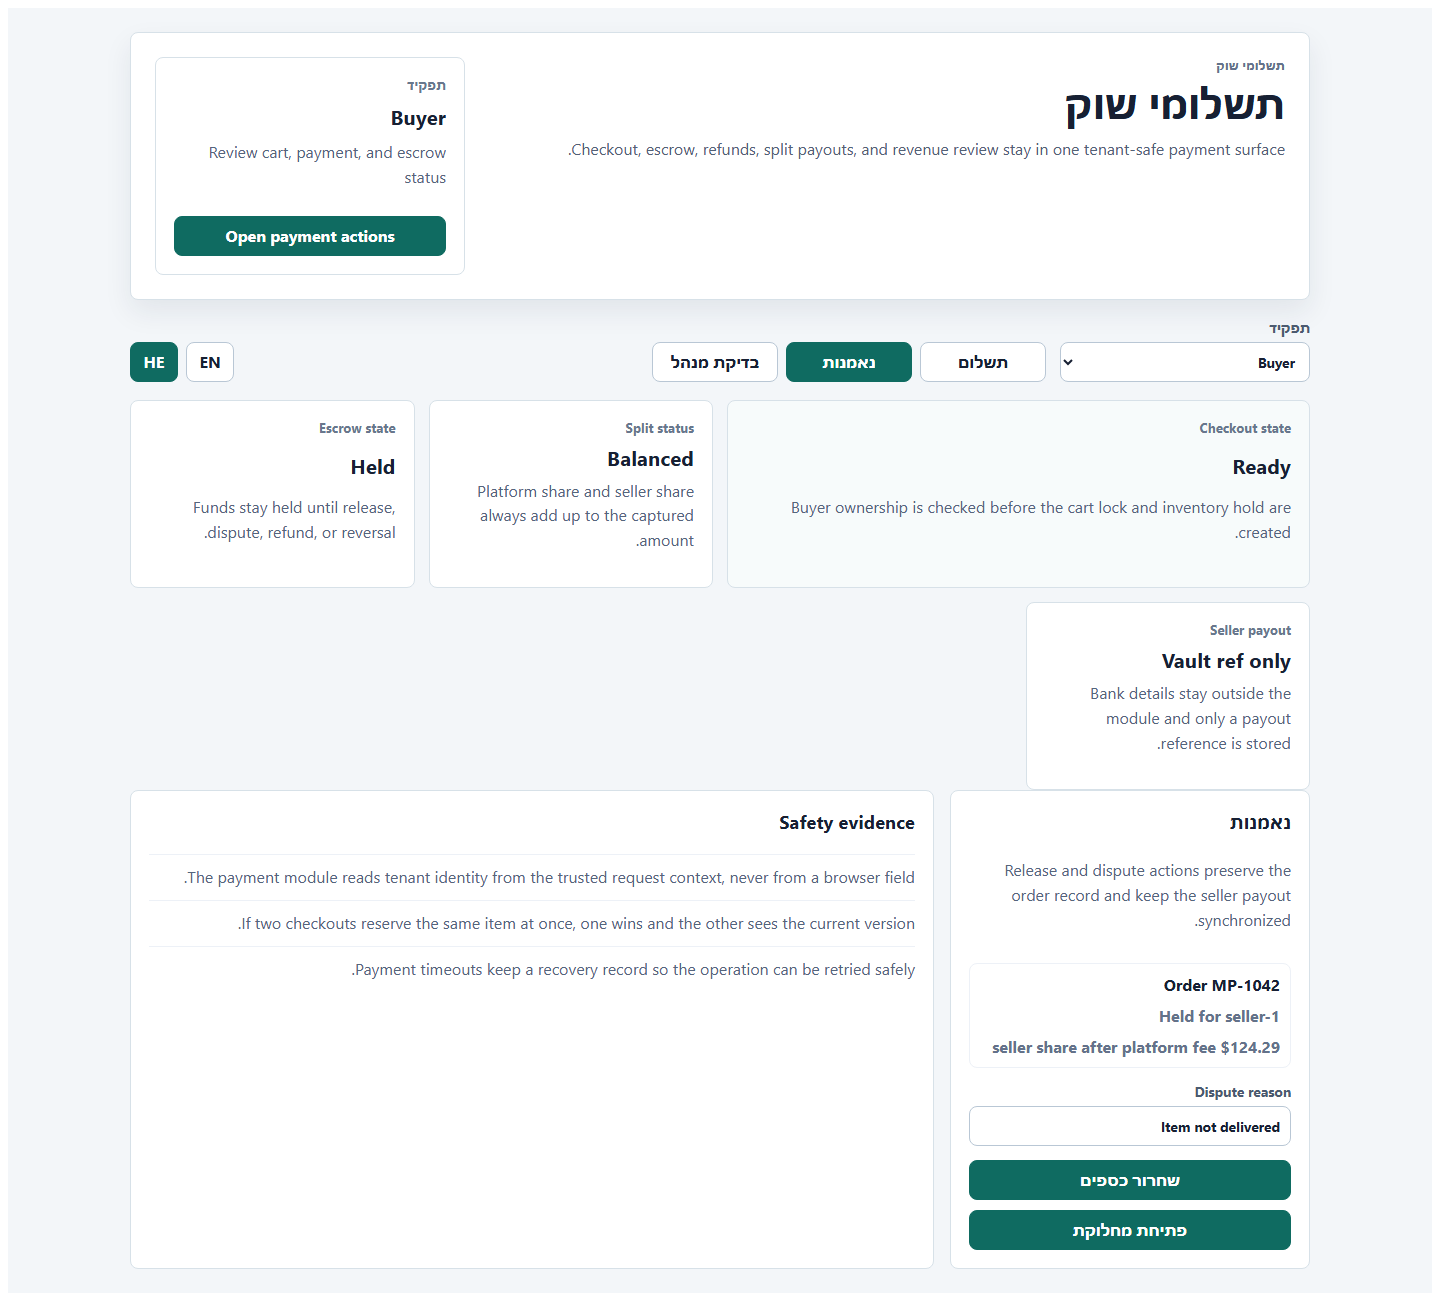 תשלומי שוק
תשלומי שוק
.Checkout, escrow, refunds, split payouts, and revenue review stay in one tenant-safe payment surface
תפקיד
Buyer
Review cart, payment, and escrow
status
Open payment actions
תפקיד
Buyer
תשלום
נאמנות
בדיקת מנהל
EN
HE
Checkout state
Ready
Buyer ownership is checked before the cart lock and inventory hold are
.created
Split status
Balanced
Platform share and seller share
always add up to the captured
.amount
Escrow state
Held
Funds stay held until release,
.dispute, refund, or reversal
Seller payout
Vault ref only
Bank details stay outside the
module and only a payout
.reference is stored
נאמנות
Release and dispute actions preserve the
order record and keep the seller payout
.synchronized
Order MP-1042
Held for seller-1
seller share after platform fee $124.29
Dispute reason
Item not delivered
שחרור כספים
פתיחת מחלוקת
Safety evidence
.The payment module reads tenant identity from the trusted request context, never from a browser field
.If two checkouts reserve the same item at once, one wins and the other sees the current version
.Payment timeouts keep a recovery record so the operation can be retried safely